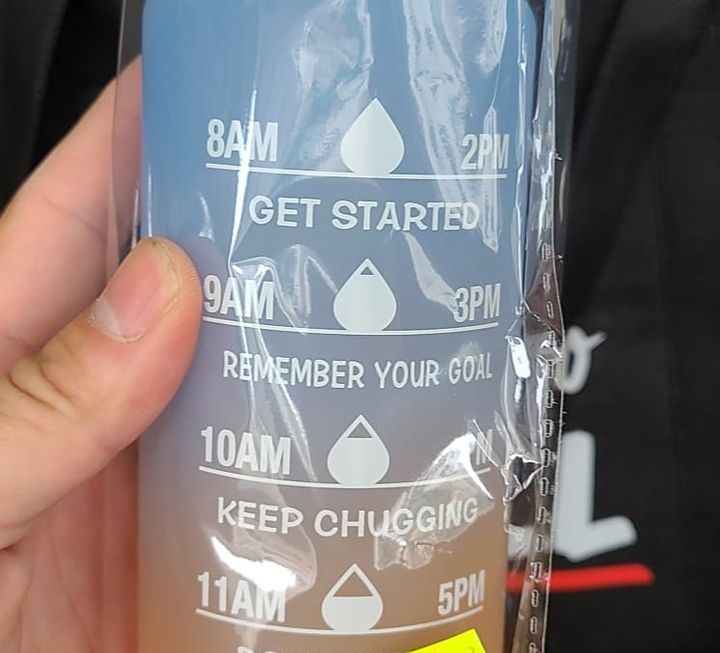 8AM 2PM
GET STARTED
9AM 3PM
REMEMBER YOUR GOAL
10AM
KEEP CHUGGING
11AM 5PM